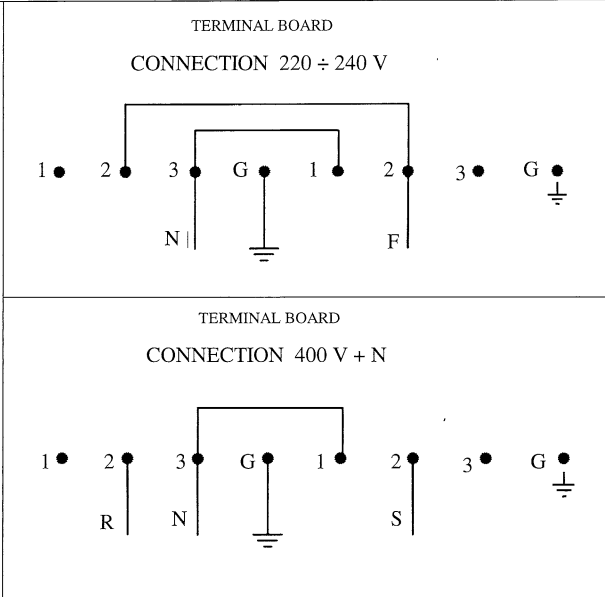 TERMINAL BOARD
CONNECTION 220 ÷ 240 V
1 2 3 G 1 2 3 G
N F
TERMINAL BOARD
CONNECTION 400 V + N
1 2 3 G 1 2 3 G
R N S